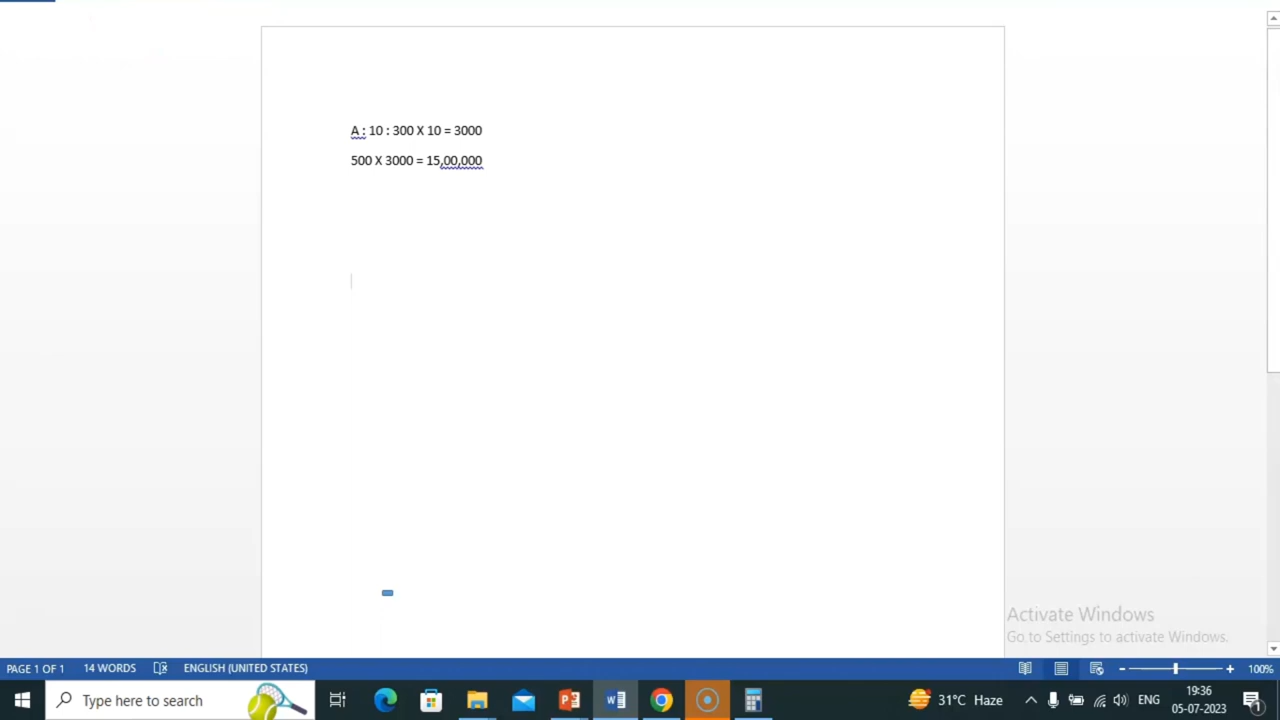 A : 10 : 300 X 10 = 3000
500 X 3000 = 15,00,000
Activate Windows
Go to Settings to activate Windows.
PAGE 1 OF 1 14 WORDS ENGLISH (UNITED STATES) 100%
Type here to search 31°C Haze ENG 19:36
05-07-2023